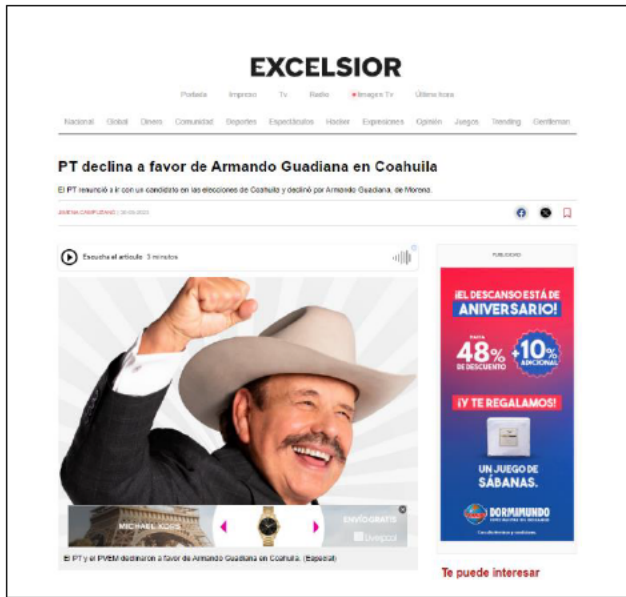 EXCELSIOR
Portada Impreso Tv Radio Imagen Tv Última hora
Nacional Global Dinero Comunidad Deportes Espectáculos Hacker Expresiones Opinión Juegos Trending Gentleman
PT declina a favor de Armando Guadiana en Coahuila
El PT renunció a ir con un candidato en las elecciones de Coahuila y declinó por Armando Guadiana, de Morena.
Escucha el artículo 3 minutos
PUBLICIDAD
¡EL DESCANSO ESTÁ DE
ANIVERSARIO!
HASTA
48%
DE DESCUENTO
+10%
ADICIONAL
¡Y TE REGALAMOS!
UN JUEGO DE
SÁBANAS.
DORMIMUNDO
MICHAEL KORS
ENVÍO GRATIS
Liverpool
El PT y el PVEM declinaron a favor de Armando Guadiana en Coahuila. (Especial)
Te puede interesar